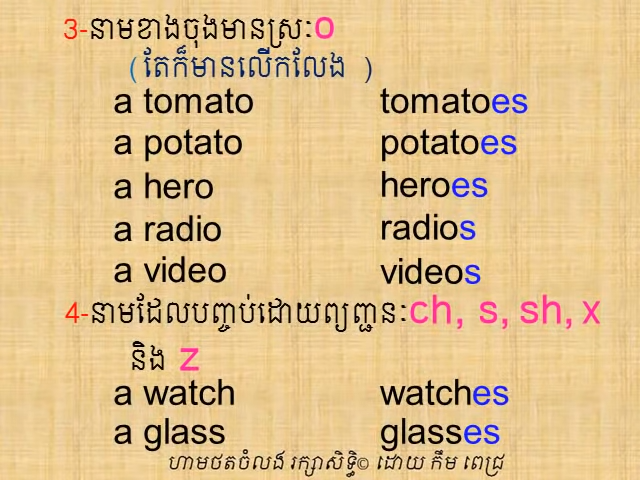 3-នាមខាងចុងមានស្រៈo
(តែក៏មានលើកលែង )
a tomato tomatoes
a potato potatoes
a hero heroes
a radio radios
a video videos
4-នាមដែលបញ្ចប់ដោយព្យញ្ជនៈch, s, sh, x
និង z
a watch watches
a glass glasses
ហាមថតចំលង រក្សាសិទ្ធិ© ដោយ កឹម ពេជ្រ